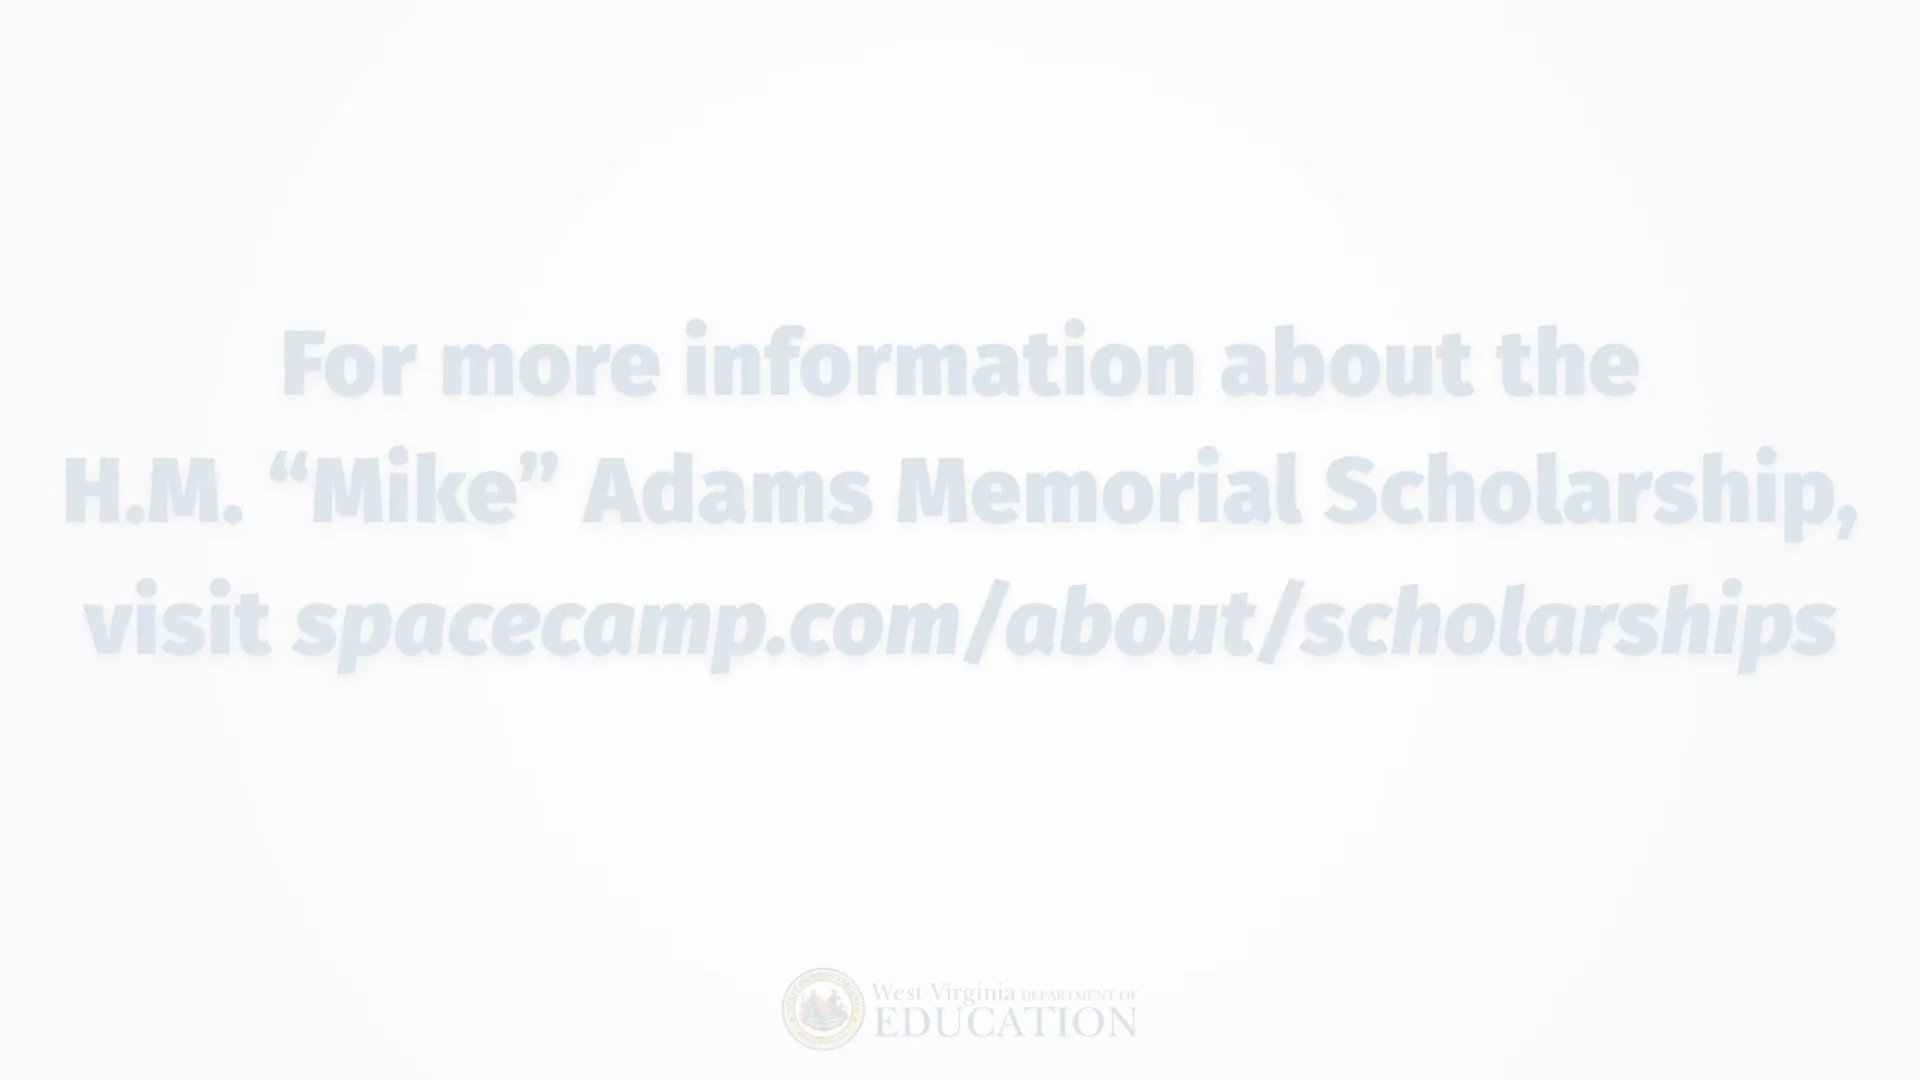 For more information about the
H.M. “Mike” Adams Memorial Scholarship,
visit spacecamp.com/about/scholarships
West Virginia DEPARTMENT OF
EDUCATION